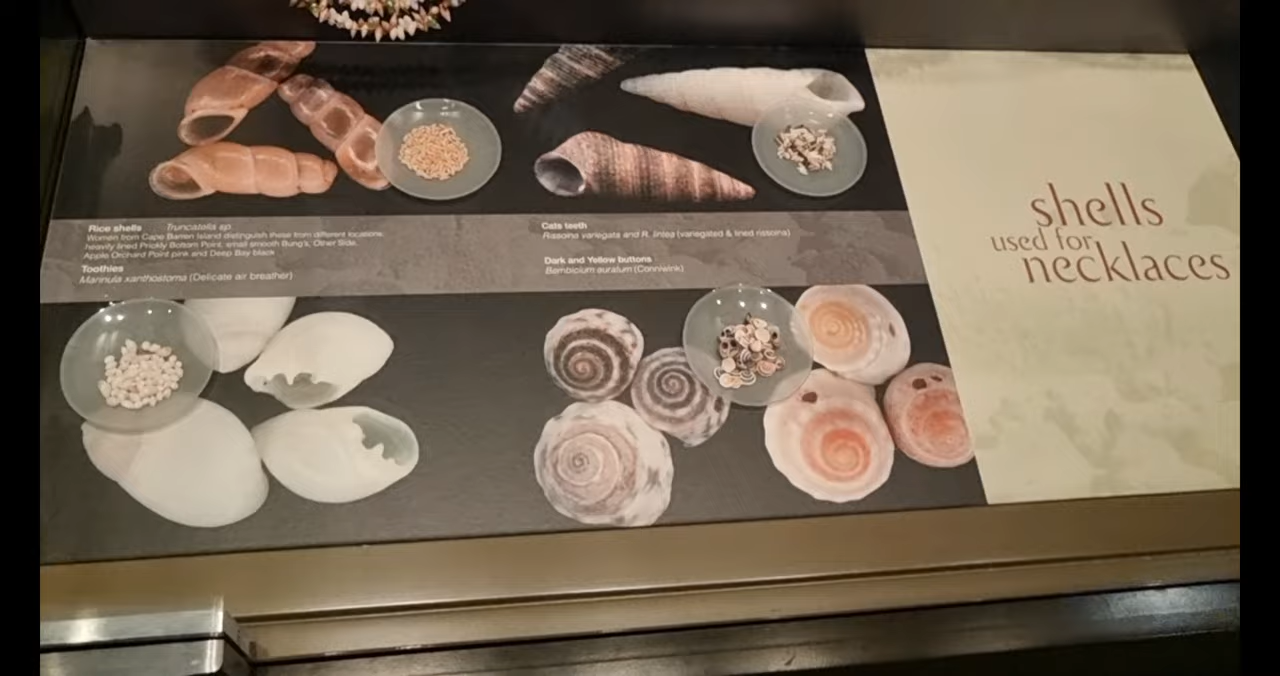 Rice shells Truncatella sp
Women from Cape Barren Island distinguish these from different locations:
heavily lined Prickly Bottom Point, small smooth Bung's, Other Side,
Apple Orchard Point pink and Deep Bay black
Toothies
Marinula xanthostoma (Delicate air breather)
Cats teeth
Rissoina variegata and R. lintea (variegated & lined rissoina)
Dark and Yellow buttons
Bembicium auratum (Conniwink)
shells
used for
necklaces